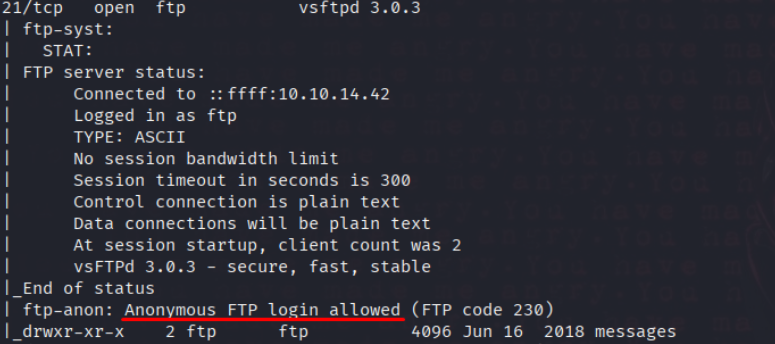 21/tcp   open  ftp            vsftpd 3.0.3
| ftp-syst:
|   STAT:
| FTP server status:
|      Connected to ::ffff:10.10.14.42
|      Logged in as ftp
|      TYPE: ASCII
|      No session bandwidth limit
|      Session timeout in seconds is 300
|      Control connection is plain text
|      Data connections will be plain text
|      At session startup, client count was 2
|      vsFTPd 3.0.3 - secure, fast, stable
|_End of status
| ftp-anon: Anonymous FTP login allowed (FTP code 230)
|_drwxr-xr-x    2 ftp      ftp          4096 Jun 16  2018 messages